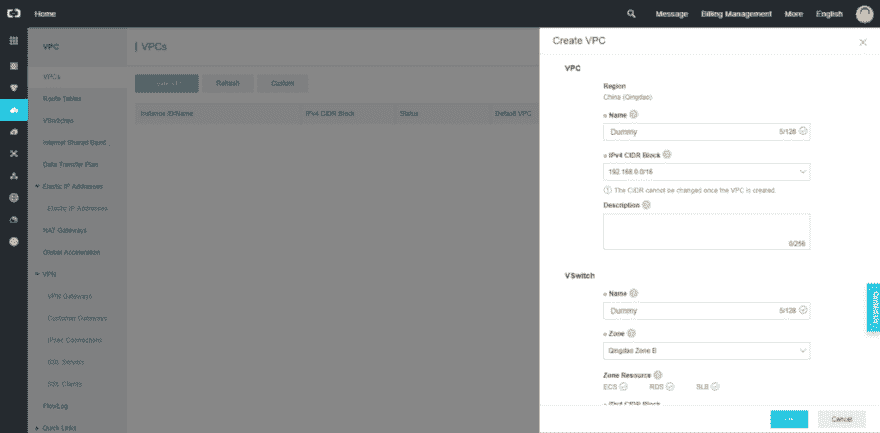 Home
Message
Billing Management
More
English
VPC
VPCs
Route Tables
VSwitches
Internet Shared Band...
Data Transfer Plan
Elastic IP Addresses
Elastic IP Addresses
NAT Gateways
Global Acceleration
VPN
VPN Gateways
Customer Gateways
IPsec Connections
SSL Servers
SSL Clients
FlowLog
Quick Links
VPCs
Refresh
Custom
Instance ID/Name
IPv4 CIDR Block
Status
Default VPC
Create VPC
VPC
Region
China (Qingdao)
Name
Dummy
5/128
IPv4 CIDR Block
192.168.0.0/16
The CIDR cannot be changed once the VPC is created.
Description
0/256
VSwitch
Name
Dummy
5/128
Zone
Qingdao Zone B
Zone Resource
ECS
RDS
SLB
IPv4 CIDR Block
Cancel
Contact Us